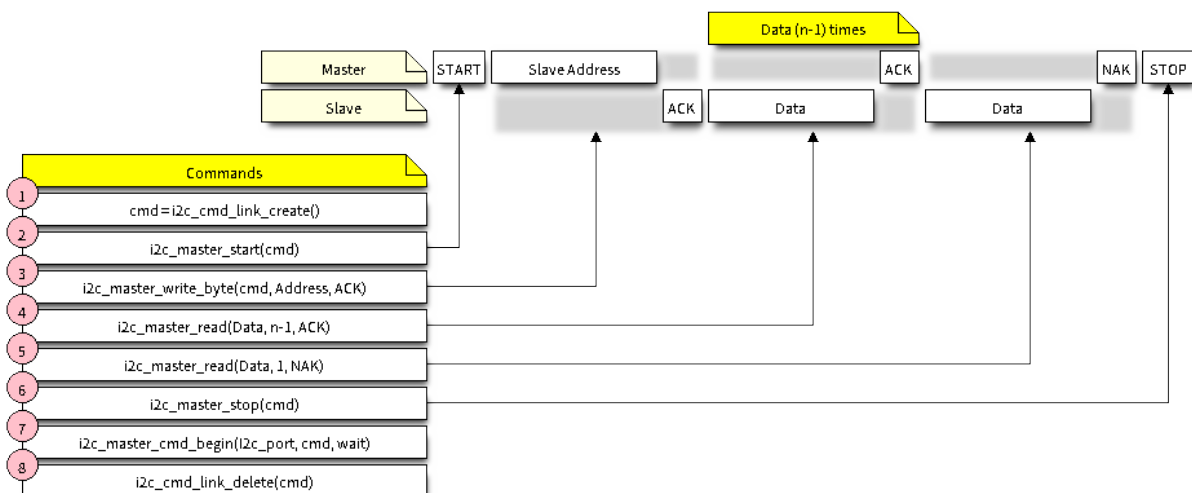 Data (n-1) times
Master START Slave Address ACK NAK STOP
Slave ACK Data Data
Commands
1
cmd = i2c_cmd_link_create()
2
i2c_master_start(cmd)
3
i2c_master_write_byte(cmd, Address, ACK)
4
i2c_master_read(Data, n-1, ACK)
5
i2c_master_read(Data, 1, NAK)
6
i2c_master_stop(cmd)
7
i2c_master_cmd_begin(I2c_port, cmd, wait)
8
i2c_cmd_link_delete(cmd)